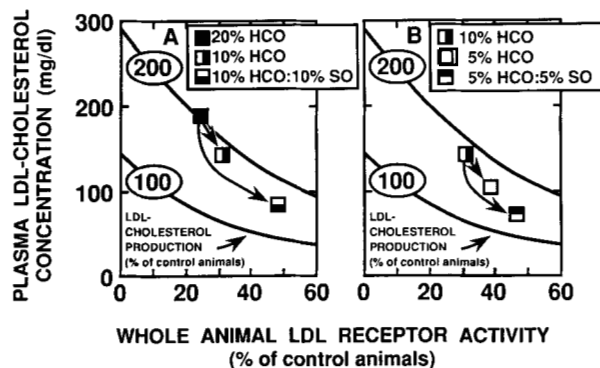 PLASMA LDL-CHOLESTEROL
CONCENTRATION (mg/dl)
300
200
100
0
A
20% HCO
10% HCO
10% HCO:10% SO
200
100
LDL-
CHOLESTEROL
PRODUCTION
(% of control animals)
0 20 40 60
B
10% HCO
5% HCO
5% HCO:5% SO
200
100
LDL-
CHOLESTEROL
PRODUCTION
(% of control animals)
0 20 40 60
WHOLE ANIMAL LDL RECEPTOR ACTIVITY
(% of control animals)